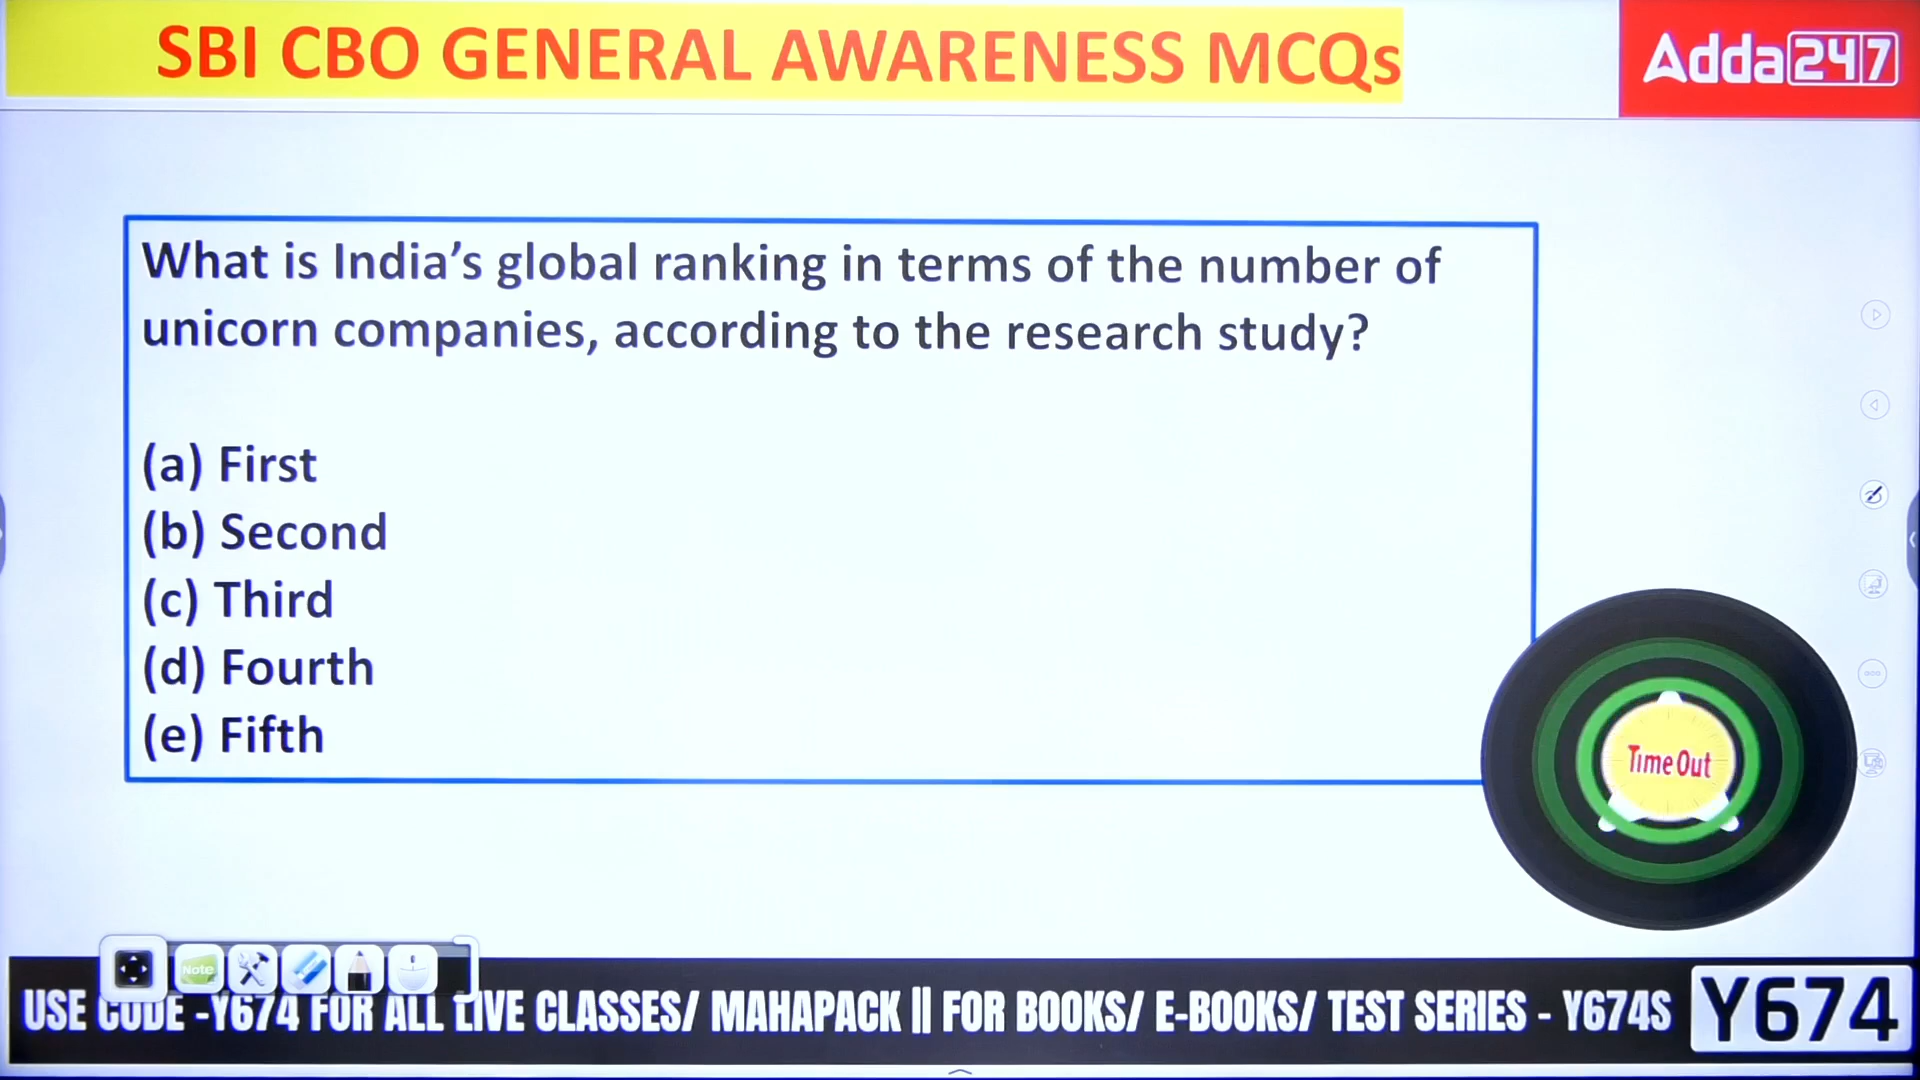 SBI CBO GENERAL AWARENESS MCQs
Adda247
What is India’s global ranking in terms of the number of
unicorn companies, according to the research study?
(a) First
(b) Second
(c) Third
(d) Fourth
(e) Fifth
Time Out
Note
USE CODE -Y674 FOR ALL LIVE CLASSES/ MAHAPACK || FOR BOOKS/ E-BOOKS/ TEST SERIES - Y674S
Y674